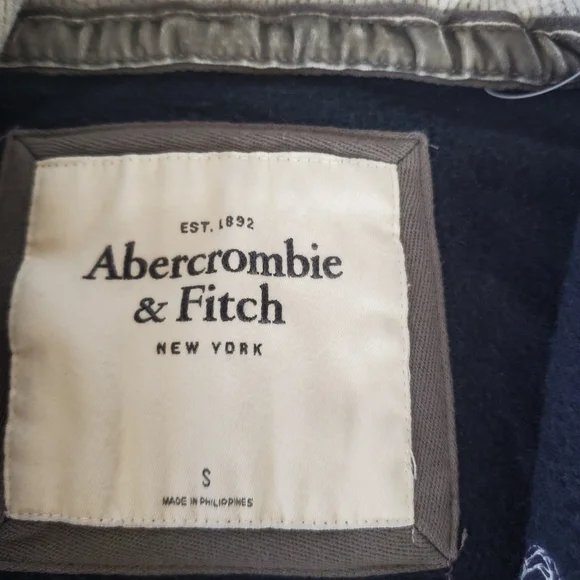 EST. 1892
Abercrombie
& Fitch
NEW YORK
S
MADE IN PHILIPPINES